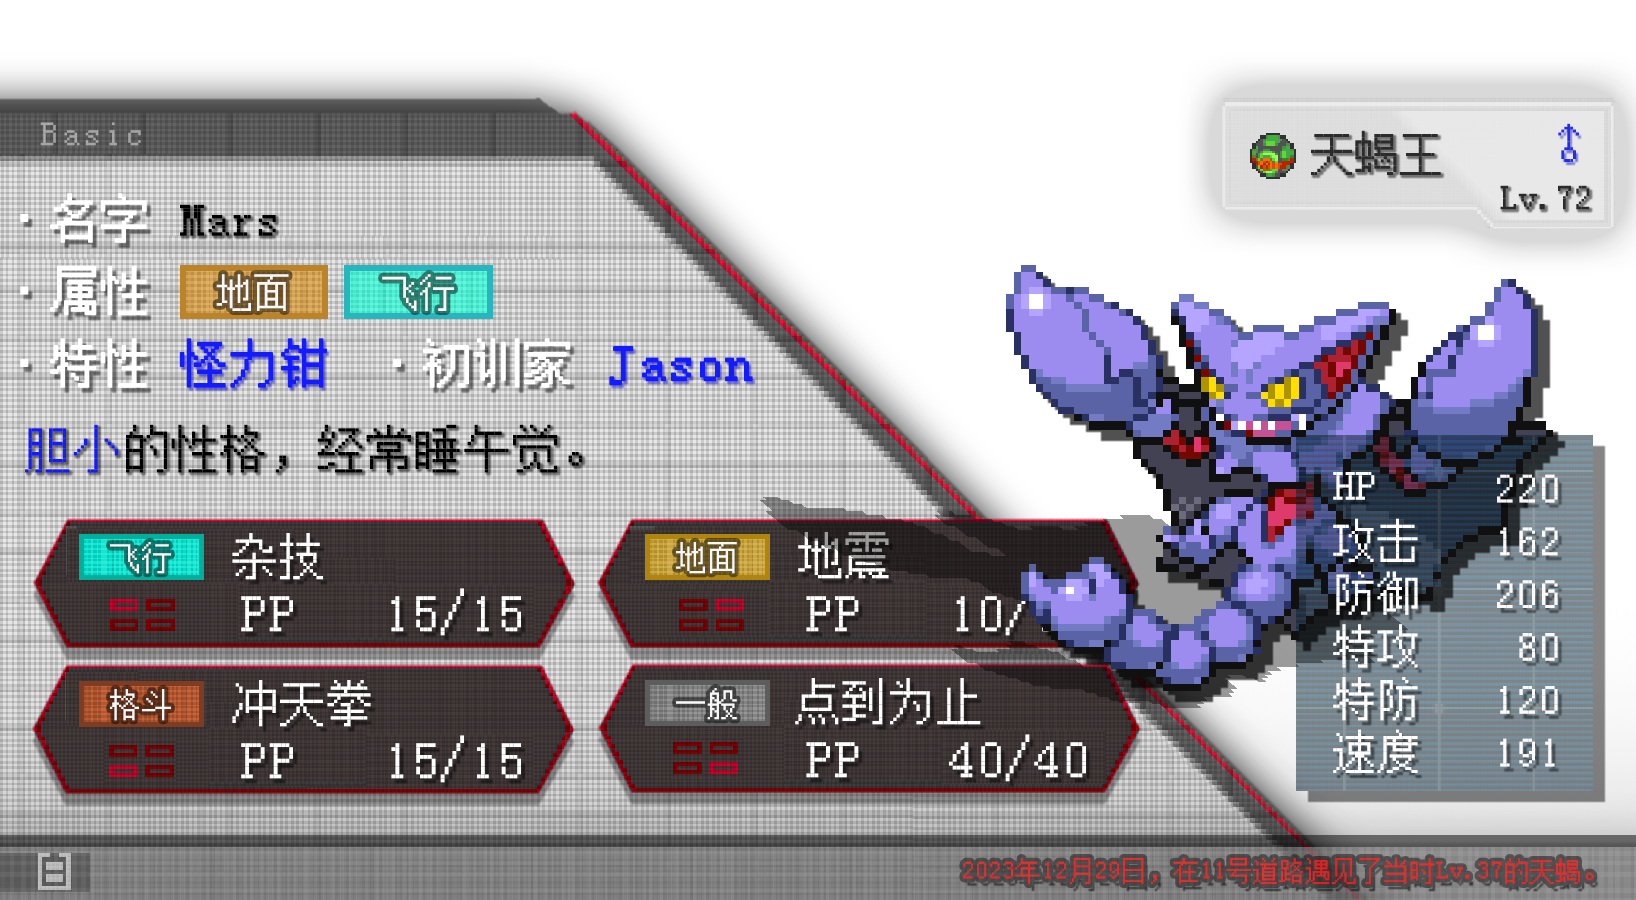 Basic
天蝎王
Lv.72
·名字 Mars
·属性 地面 飞行
·特性 怪力钳 ·初训家 Jason
胆小的性格，经常睡午觉。
飞行 杂技
PP 15/15
地面 地震
PP 10/
格斗 冲天拳
PP 15/15
一般 点到为止
PP 40/40
HP 220
攻击 162
防御 206
特攻 80
特防 120
速度 191
2023年12月29日，在11号道路遇见了当时Lv.37的天蝎。